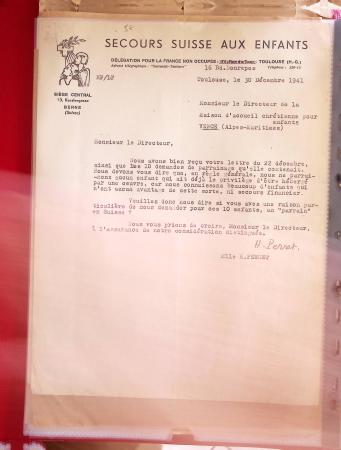 SECOURS SUISSE AUX ENFANTS
DÉLÉGATION POUR LA FRANCE NON OCCUPÉE: TOULOUSE (H.-G.)
16 Bd. Bonrepos
SIÈGE CENTRAL
BERNE
(Suisse)
Toulouse, le 30 Décembre 1941
Monsieur le Directeur de la
Maison d'accueil chrétienne pour
enfants
VENCE (Alpes-Maritimes)
Monsieur le Directeur,
Nous avons bien reçu votre lettre du 22 décembre,
ainsi que les 10 demandes de parrainage qu'elle contenait.
Nous devons vous dire que, en règle générale, nous ne parrai-
nons aucun enfant qui ait déjà le privilège d'être hébergé
par une oeuvre, car nous connaissons beaucoup d'enfants qui
n'ont aucun avantage de cette sorte, ni secours financier.
Veuillez donc nous dire si vous avez une raison par-
ticulière de nous demander pour ces 10 enfants, un "parrain"
en Suisse ?
Nous vous prions de croire, Monsieur le Directeur,
à l'assurance de notre considération distinguée.
Melle